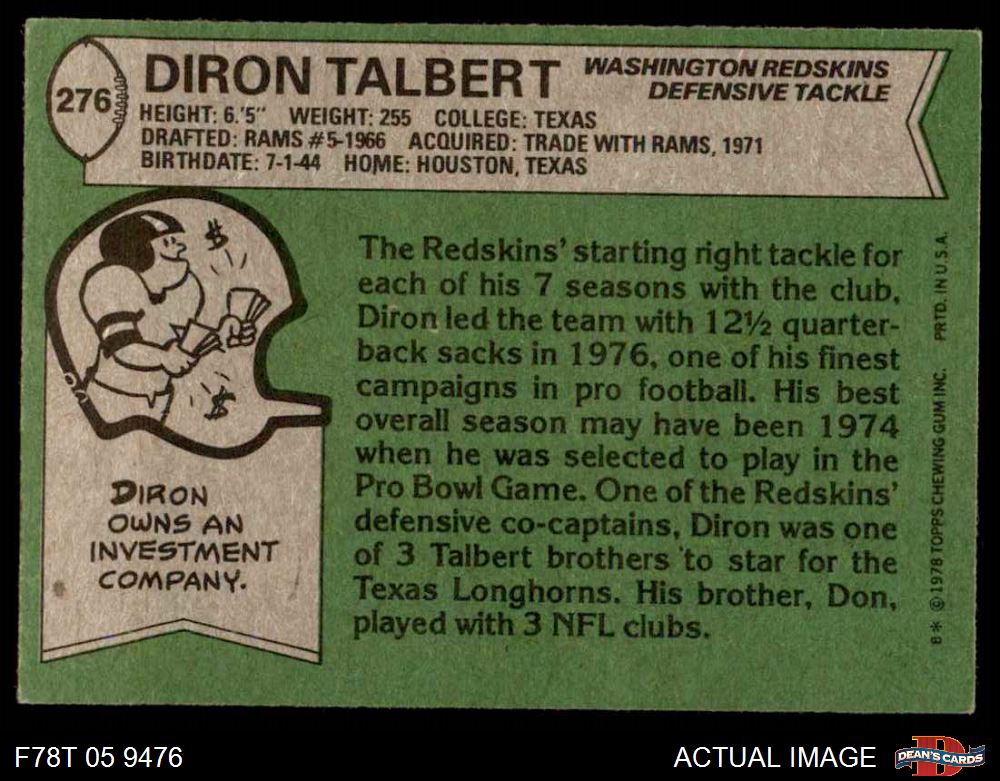 276
DIRON TALBERT
WASHINGTON REDSKINS
DEFENSIVE TACKLE
HEIGHT: 6.'5" WEIGHT: 255 COLLEGE: TEXAS
DRAFTED: RAMS #5-1966 ACQUIRED: TRADE WITH RAMS, 1971
BIRTHDATE: 7-1-44 HOME: HOUSTON, TEXAS
$
$
DIRON
OWNS AN
INVESTMENT
COMPANY.
The Redskins' starting right tackle for
each of his 7 seasons with the club,
Diron led the team with 12½ quarter-
back sacks in 1976, one of his finest
campaigns in pro football. His best
overall season may have been 1974
when he was selected to play in the
Pro Bowl Game. One of the Redskins'
defensive co-captains, Diron was one
of 3 Talbert brothers to star for the
Texas Longhorns. His brother, Don,
played with 3 NFL clubs.
B* © 1978 TOPPS CHEWING GUM INC. PRTD. IN U.S.A.
F78T 05 9476
ACTUAL IMAGE
D
DEAN'S CARDS